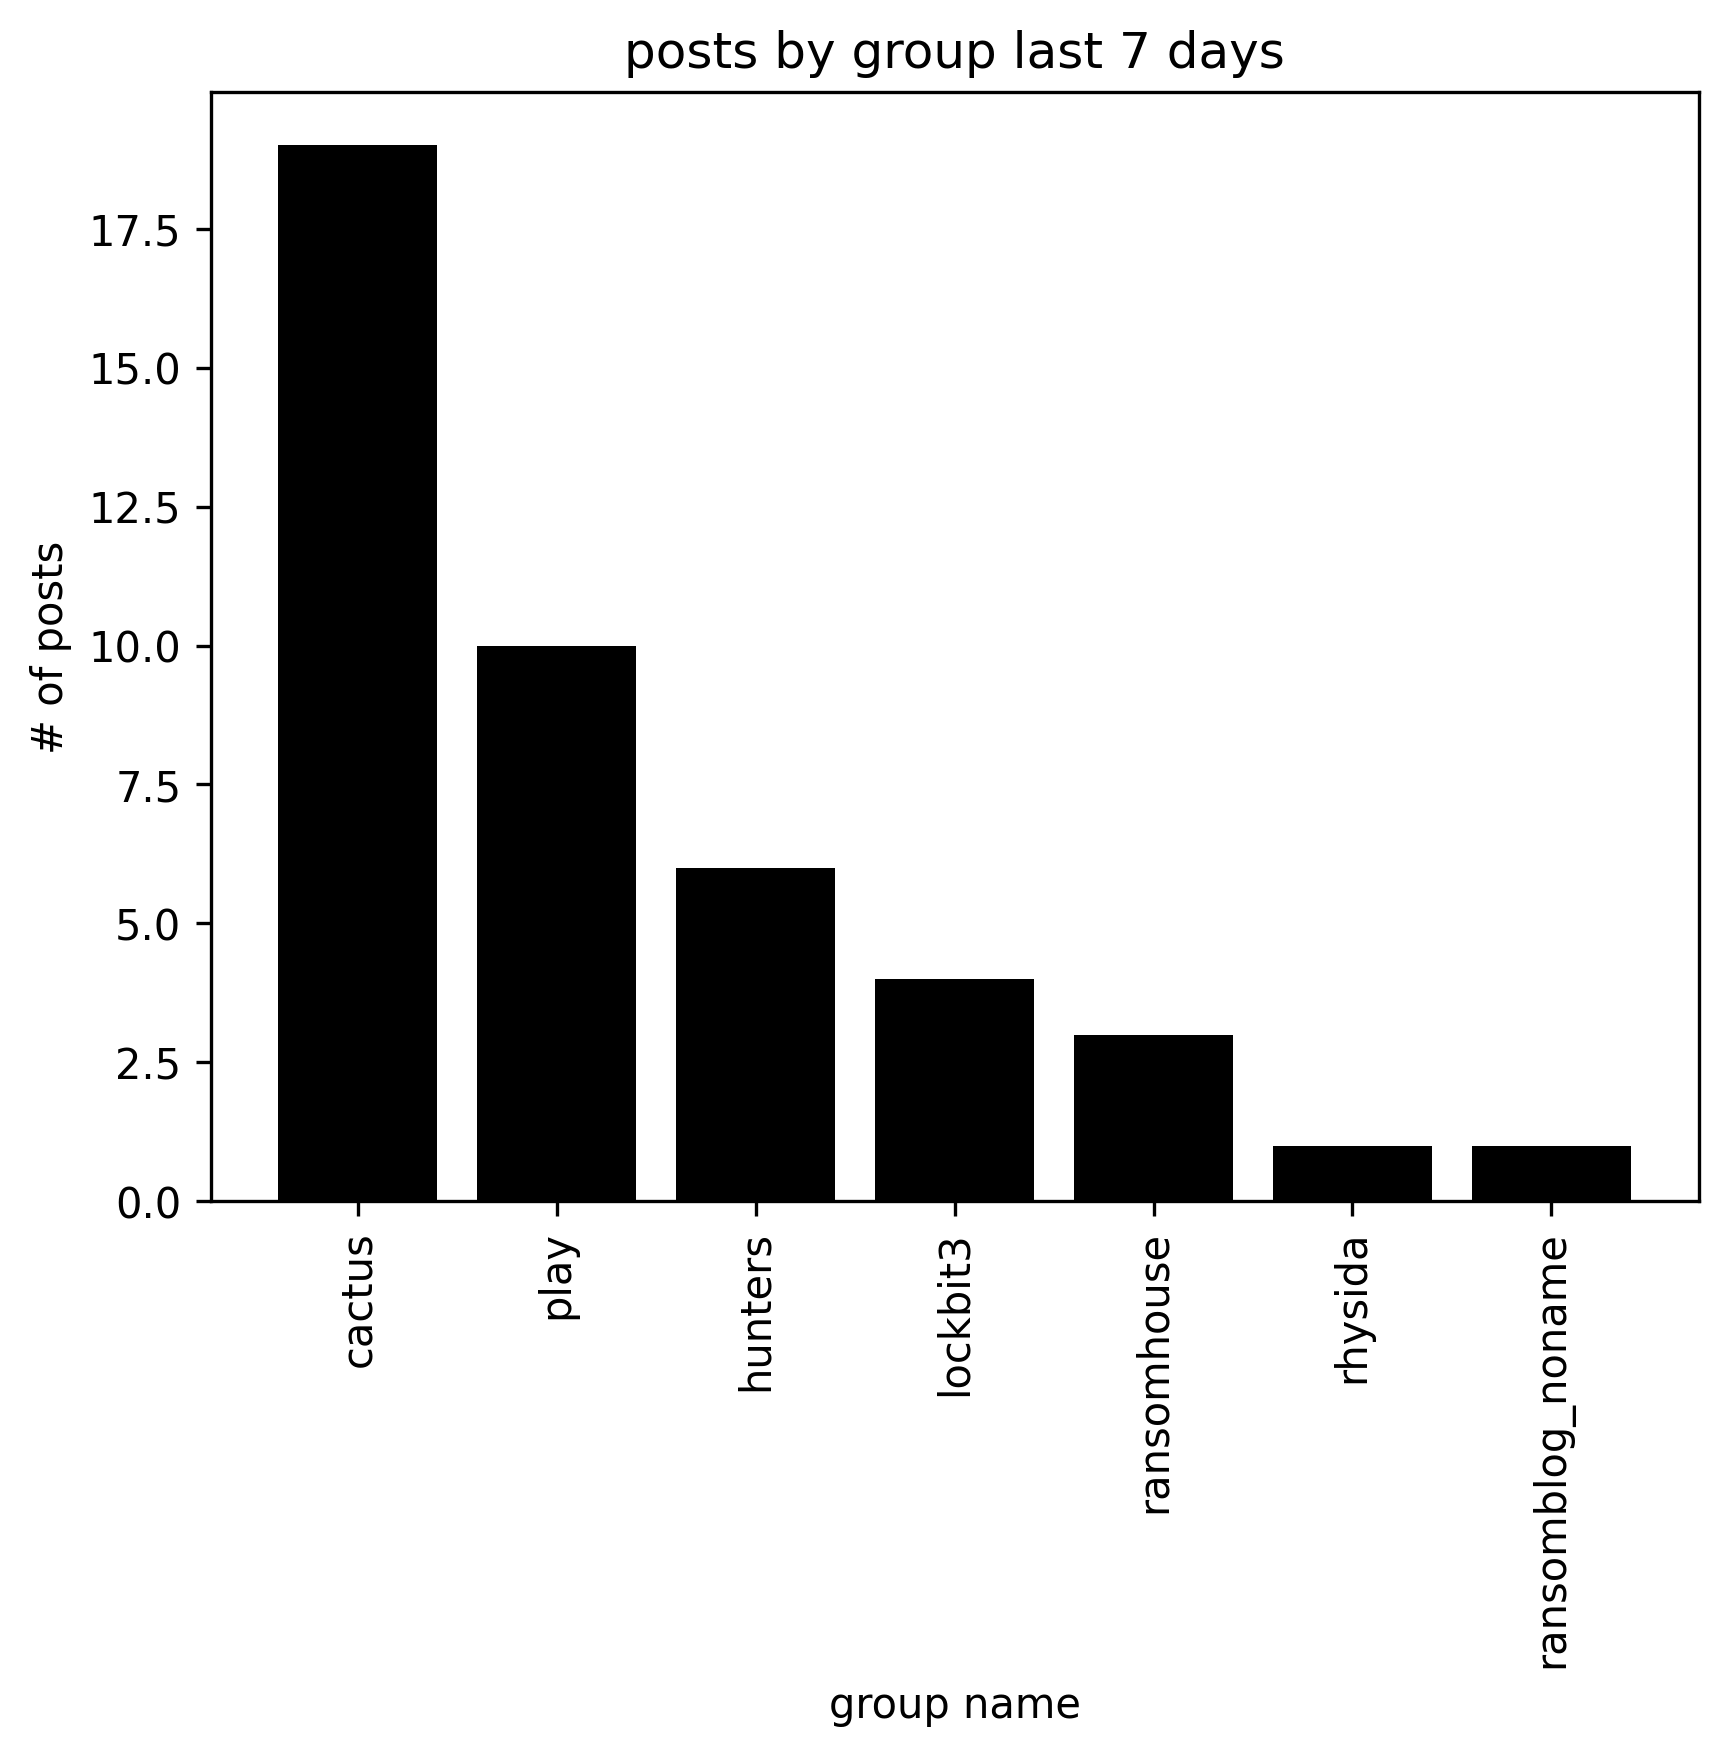 posts by group last 7 days
# of posts
17.5
15.0
12.5
10.0
7.5
5.0
2.5
0.0
cactus
play
hunters
lockbit3
ransomhouse
rhysida
ransomblog_noname
group name